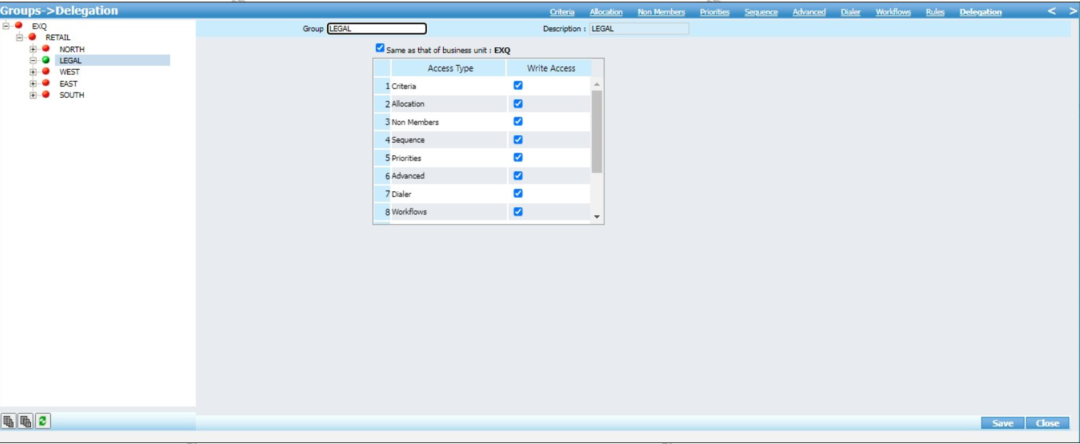 Groups->Delegation
Criteria Allocation Non Members Priorities Sequence Advanced Dialer Workflows Rules Delegation < >
EXQ
RETAIL
NORTH
LEGAL
WEST
EAST
SOUTH
Group LEGAL
Description : LEGAL
Same as that of business unit : EXQ
Access Type Write Access
1 Criteria
2 Allocation
3 Non Members
4 Sequence
5 Priorities
6 Advanced
7 Dialer
8 Workflows
Save Close